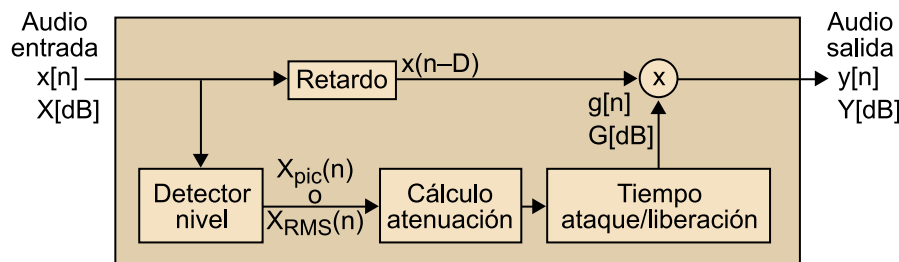 Audio
entrada
x[n]
X[dB]
Retardo
x(n–D)
x
g[n]
G[dB]
Audio
salida
y[n]
Y[dB]
Detector
nivel
Xpic(n)
o
XRMS(n)
Cálculo
atenuación
Tiempo
ataque/liberación